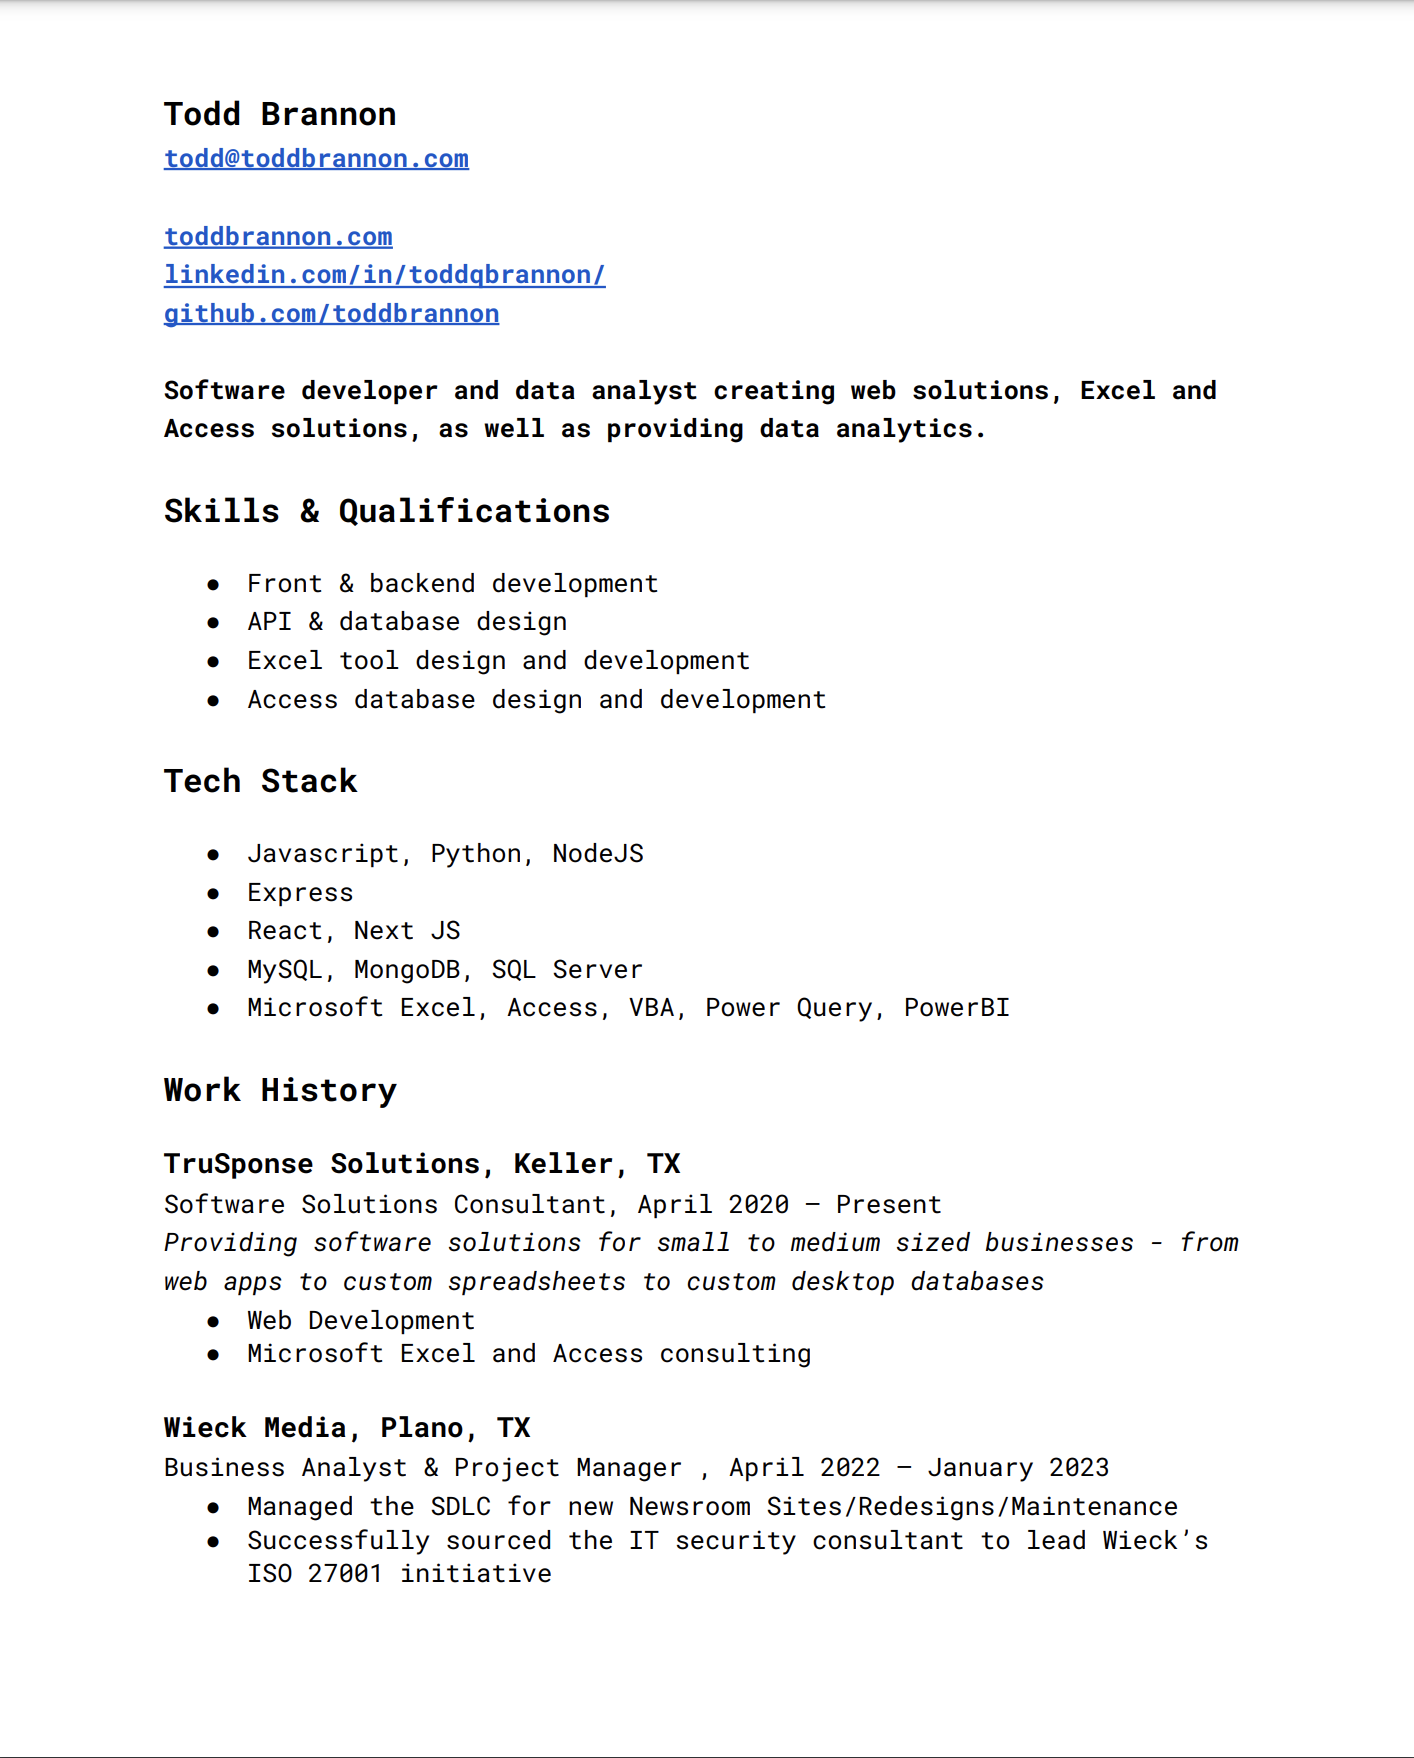 Todd Brannon
todd@toddbrannon.com
toddbrannon.com
linkedin.com/in/toddqbrannon/
github.com/toddbrannon
Software developer and data analyst creating web solutions, Excel and
Access solutions, as well as providing data analytics.
Skills & Qualifications
● Front & backend development
● API & database design
● Excel tool design and development
● Access database design and development
Tech Stack
● Javascript, Python, NodeJS
● Express
● React, Next JS
● MySQL, MongoDB, SQL Server
● Microsoft Excel, Access, VBA, Power Query, PowerBI
Work History
TruSponse Solutions, Keller, TX
Software Solutions Consultant, April 2020 – Present
Providing software solutions for small to medium sized businesses - from
web apps to custom spreadsheets to custom desktop databases
● Web Development
● Microsoft Excel and Access consulting
Wieck Media, Plano, TX
Business Analyst & Project Manager , April 2022 – January 2023
● Managed the SDLC for new Newsroom Sites/Redesigns/Maintenance
● Successfully sourced the IT security consultant to lead Wieck’s
ISO 27001 initiative